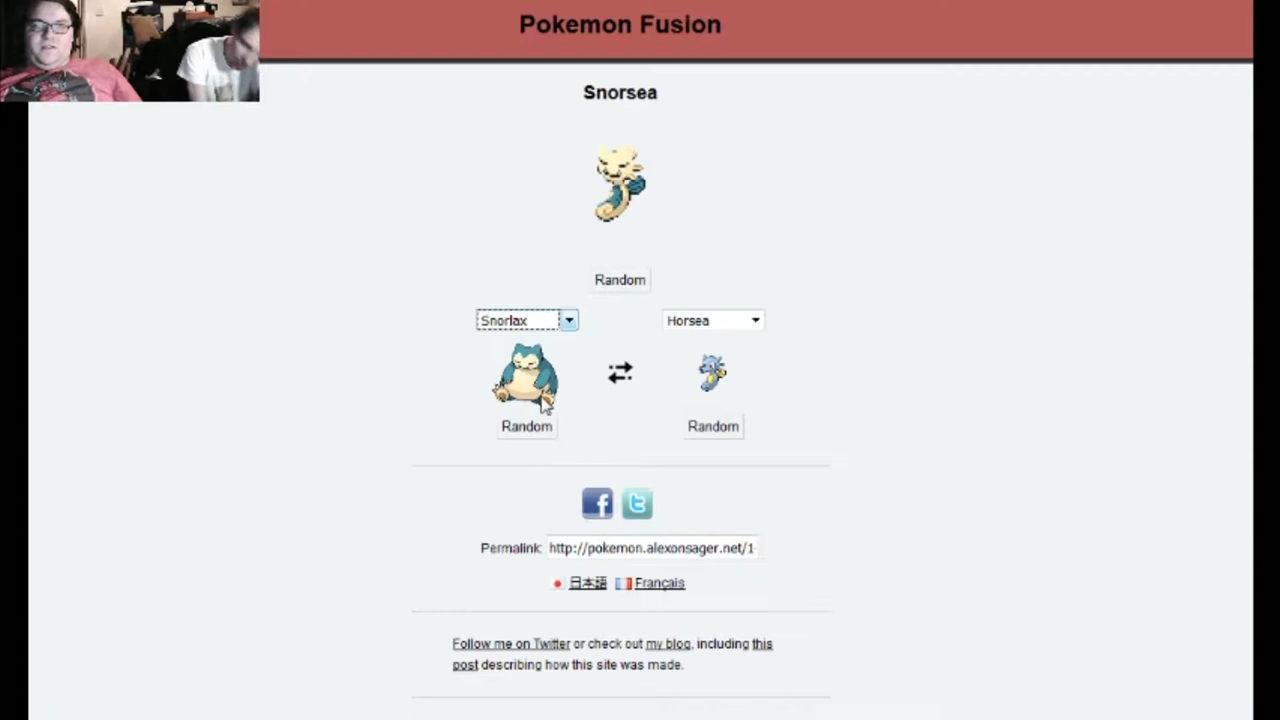 Pokemon Fusion
Snorsea
Random
Snorlax Horsea
Random Random
f t
Permalink: http://pokemon.alexonsager.net/1
日本語 Français
Follow me on Twitter or check out my blog, including this
post describing how this site was made.